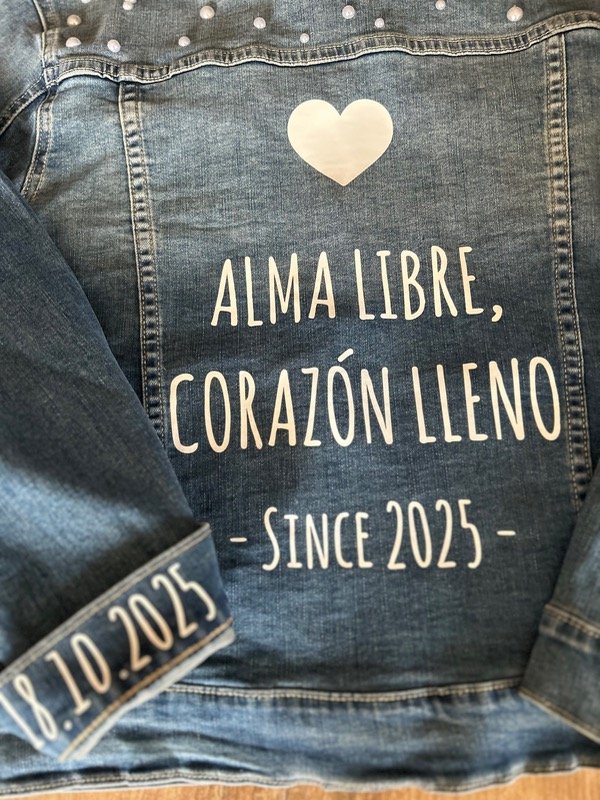 ALMA LIBRE,
CORAZÓN LLENO
- SINCE 2025 -
18.10.2025